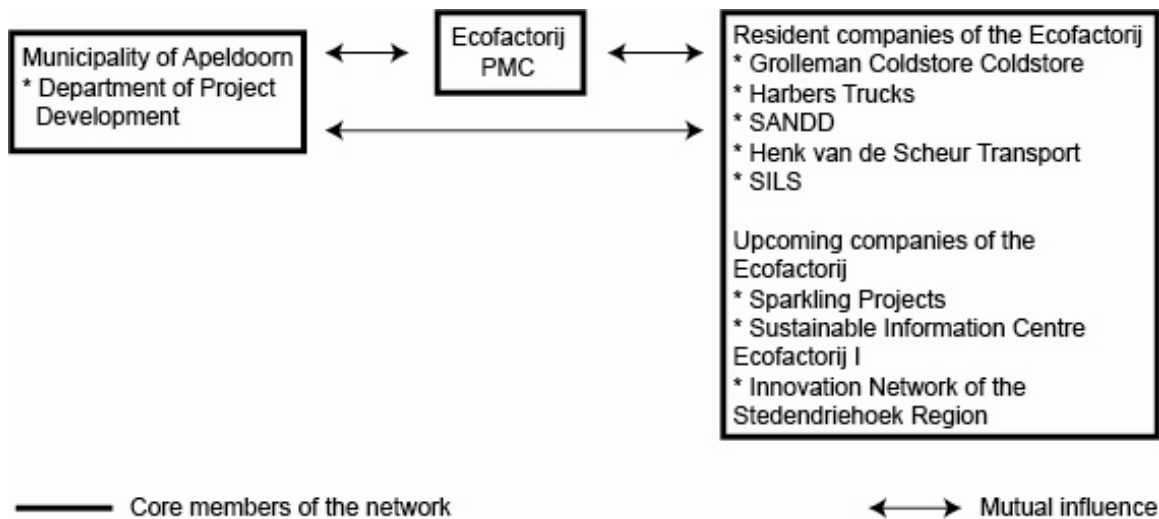 Municipality of Apeldoorn
* Department of Project
Development
Ecofactorij
PMC
Resident companies of the Ecofactorij
* Grolleman Coldstore Coldstore
* Harbers Trucks
* SANDD
* Henk van de Scheur Transport
* SILS
Upcoming companies of the
Ecofactorij
* Sparkling Projects
* Sustainable Information Centre
Ecofactorij I
* Innovation Network of the
Stedendriehoek Region
Core members of the network
Mutual influence